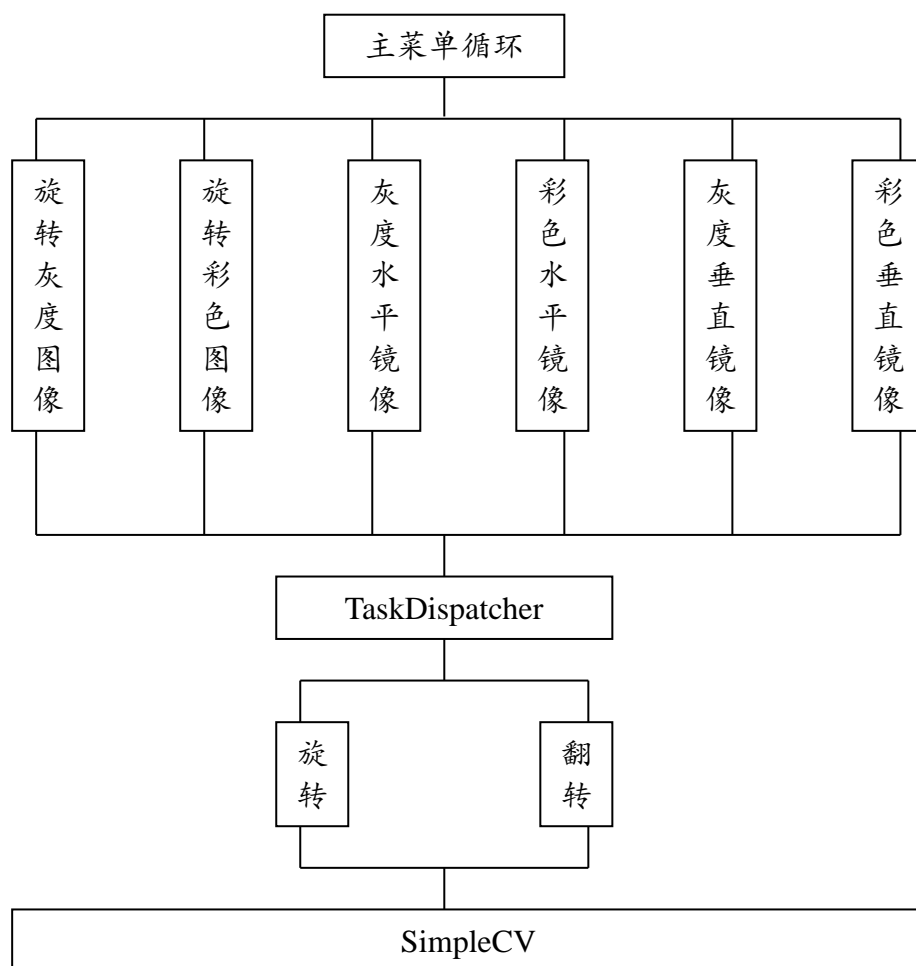 主菜单循环
旋转灰度图像
旋转彩色图像
灰度水平镜像
彩色水平镜像
灰度垂直镜像
彩色垂直镜像
TaskDispatcher
旋转
翻转
SimpleCV